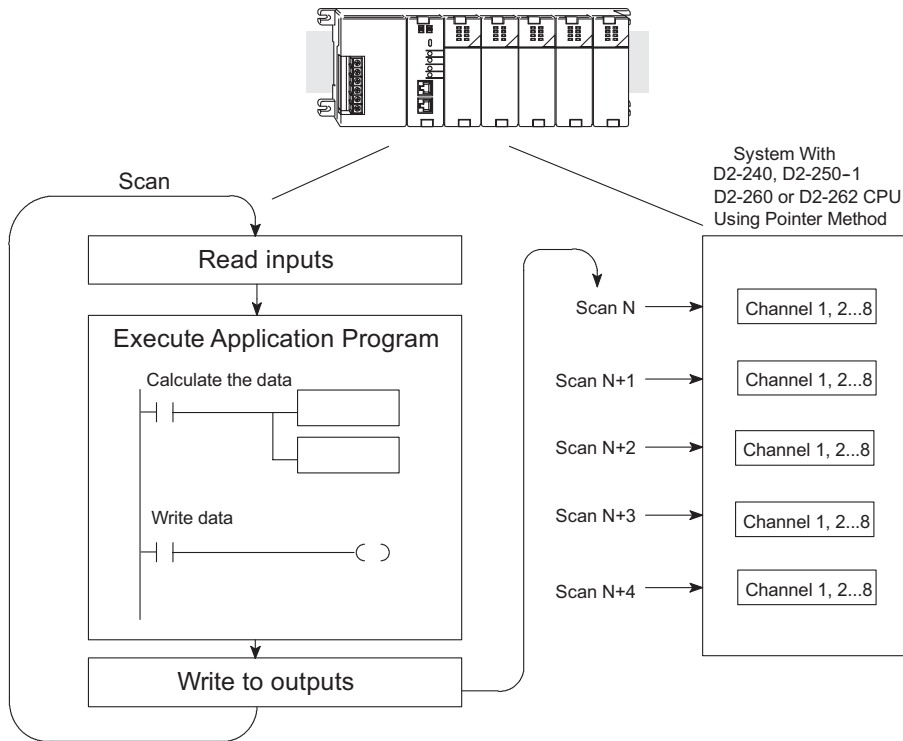 System With
D2-240, D2-250-1
D2-260 or D2-262 CPU
Using Pointer Method
Scan
Read inputs
Execute Application Program
Calculate the data
Write data
Write to outputs
Scan N
Channel 1, 2...8
Scan N+1
Channel 1, 2...8
Scan N+2
Channel 1, 2...8
Scan N+3
Channel 1, 2...8
Scan N+4
Channel 1, 2...8